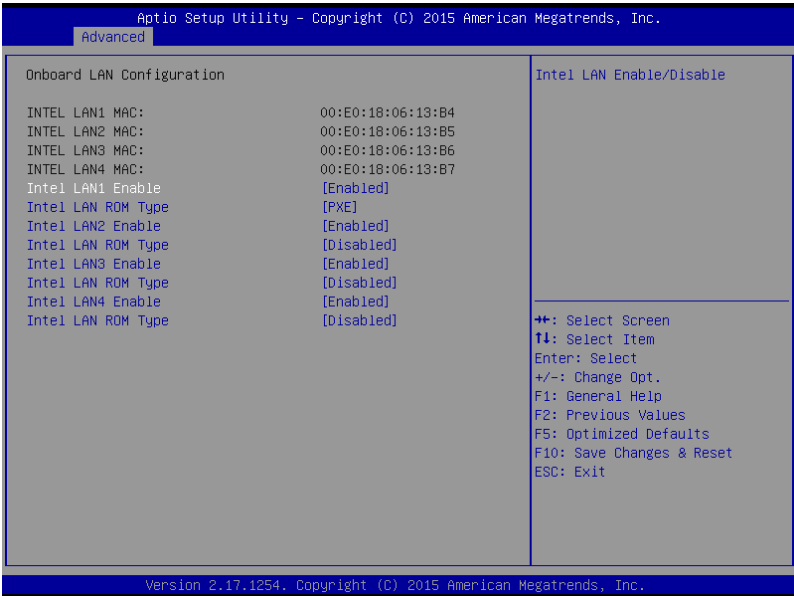 Aptio Setup Utility – Copyright (C) 2015 American Megatrends, Inc.
Advanced
Onboard LAN Configuration
INTEL LAN1 MAC: 00:E0:18:06:13:B4
INTEL LAN2 MAC: 00:E0:18:06:13:B5
INTEL LAN3 MAC: 00:E0:18:06:13:B6
INTEL LAN4 MAC: 00:E0:18:06:13:B7
Intel LAN1 Enable [Enabled]
Intel LAN ROM Type [PXE]
Intel LAN2 Enable [Enabled]
Intel LAN ROM Type [Disabled]
Intel LAN3 Enable [Enabled]
Intel LAN ROM Type [Disabled]
Intel LAN4 Enable [Enabled]
Intel LAN ROM Type [Disabled]
Intel LAN Enable/Disable
→←: Select Screen
↑↓: Select Item
Enter: Select
+/-: Change Opt.
F1: General Help
F2: Previous Values
F5: Optimized Defaults
F10: Save Changes & Reset
ESC: Exit
Version 2.17.1254. Copyright (C) 2015 American Megatrends, Inc.